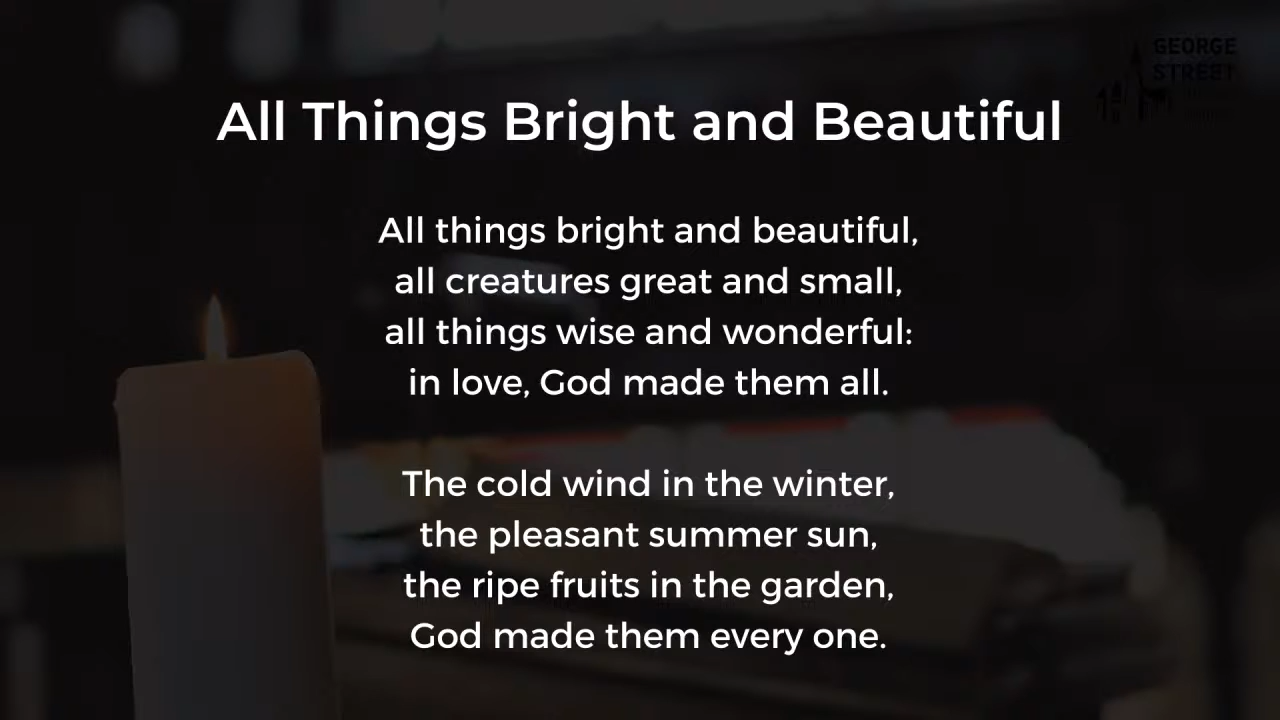 GEORGE
STREET
All Things Bright and Beautiful
All things bright and beautiful,
all creatures great and small,
all things wise and wonderful:
in love, God made them all.
The cold wind in the winter,
the pleasant summer sun,
the ripe fruits in the garden,
God made them every one.